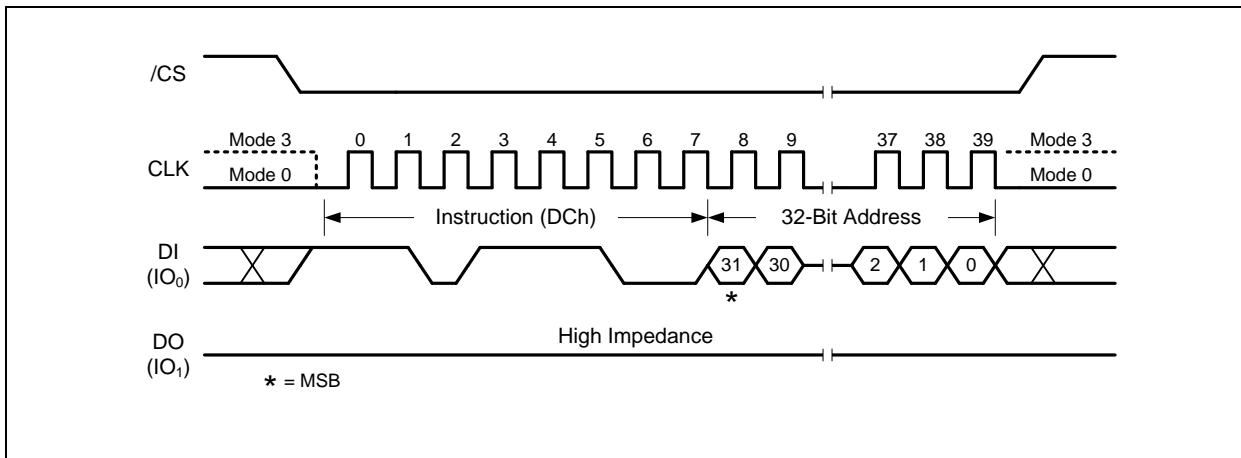 /CS
Mode 3 0 1 2 3 4 5 6 7 8 9 37 38 39 Mode 3
CLK
Mode 0 Mode 0
Instruction (DCh) 32-Bit Address
DI
(IO₀)
31 30 2 1 0
*
High Impedance
DO
(IO₁)
* = MSB